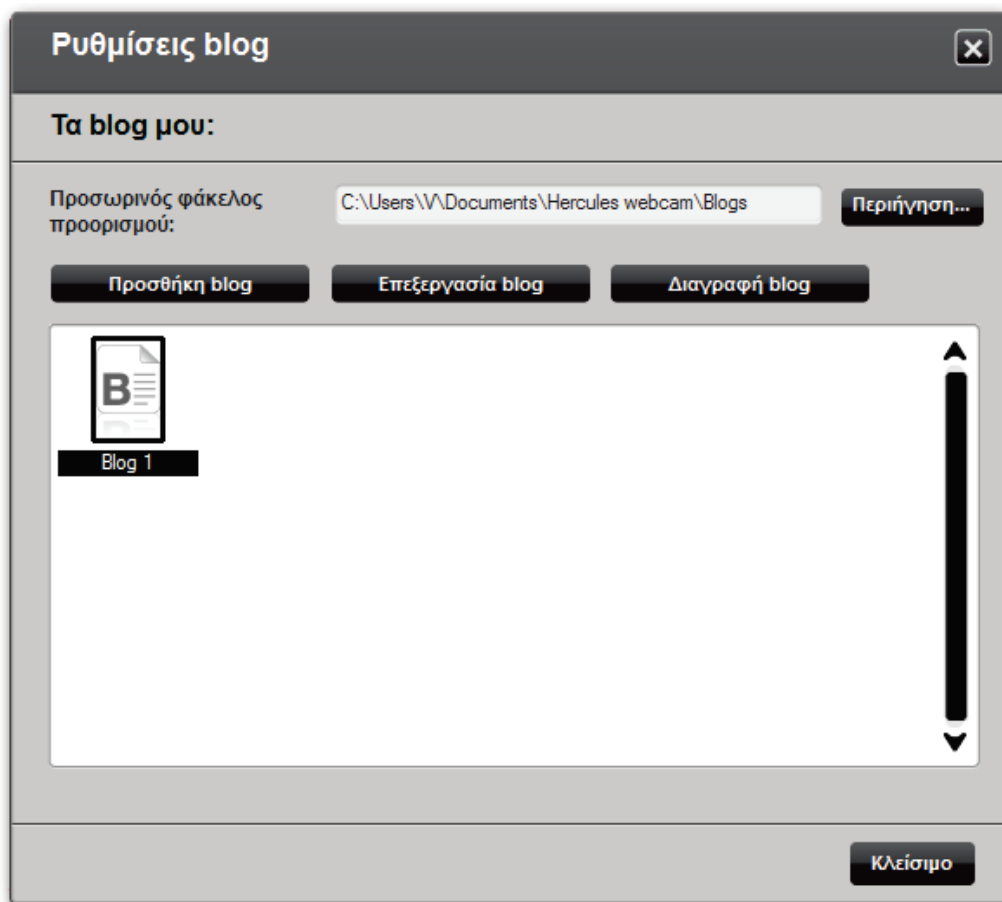 Ρυθμίσεις blog
Τα blog μου:
Προσωρινός φάκελος
προορισμού:
C:\Users\V\Documents\Hercules webcam\Blogs
Περιήγηση...
Προσθήκη blog
Επεξεργασία blog
Διαγραφή blog
B
Blog 1
Κλείσιμο